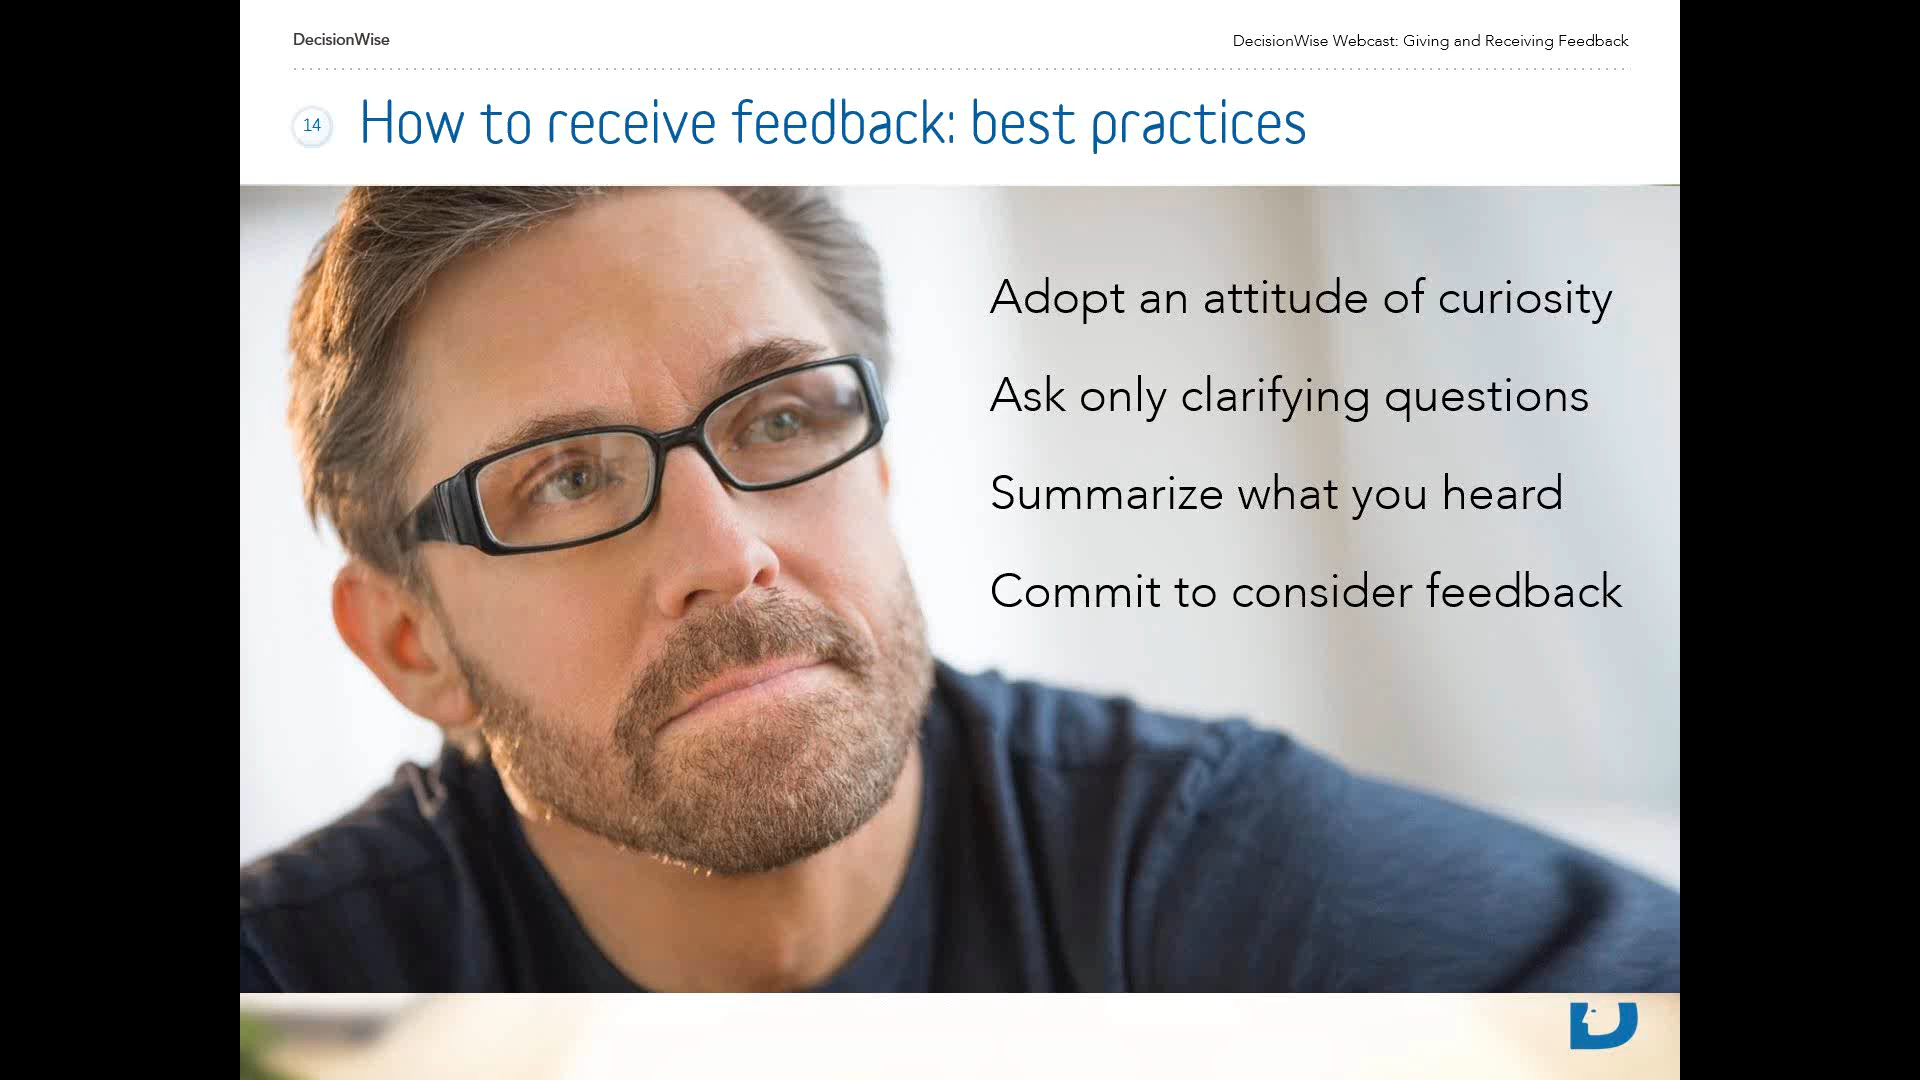 DecisionWise
DecisionWise Webcast: Giving and Receiving Feedback
14
How to receive feedback: best practices
Adopt an attitude of curiosity
Ask only clarifying questions
Summarize what you heard
Commit to consider feedback